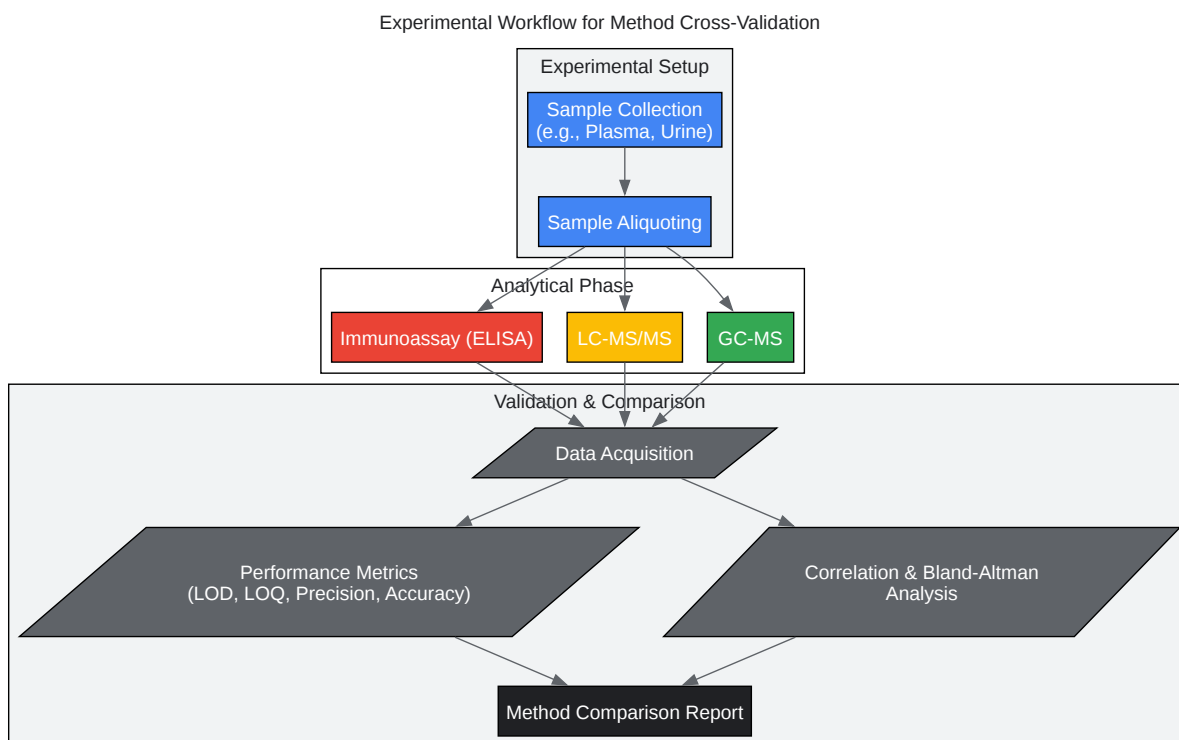 Experimental Workflow for Method Cross-Validation
Experimental Setup
Sample Collection
(e.g., Plasma, Urine)
Sample Aliquoting
Analytical Phase
Immunoassay (ELISA)
LC-MS/MS
GC-MS
Validation & Comparison
Data Acquisition
Performance Metrics
(LOD, LOQ, Precision, Accuracy)
Correlation & Bland-Altman
Analysis
Method Comparison Report